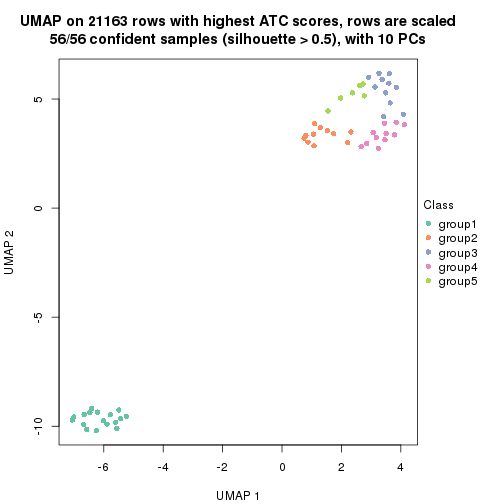 UMAP on 21163 rows with highest ATC scores, rows are scaled
56/56 confident samples (silhouette > 0.5), with 10 PCs
5
0
-5
-10
UMAP 2
-6
-4
-2
0
2
4
UMAP 1
Class
group1
group2
group3
group4
group5